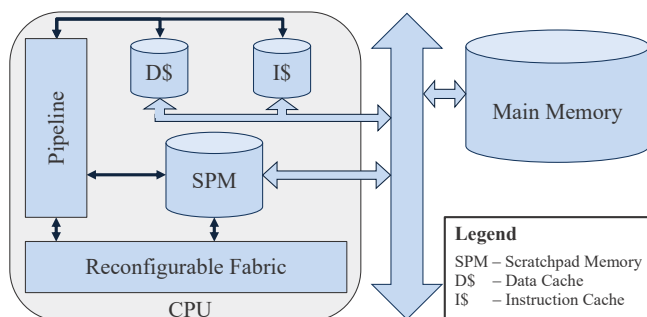 D$
I$
Pipeline
Main Memory
SPM
Reconfigurable Fabric
CPU
Legend
SPM – Scratchpad Memory
D$ – Data Cache
I$ – Instruction Cache